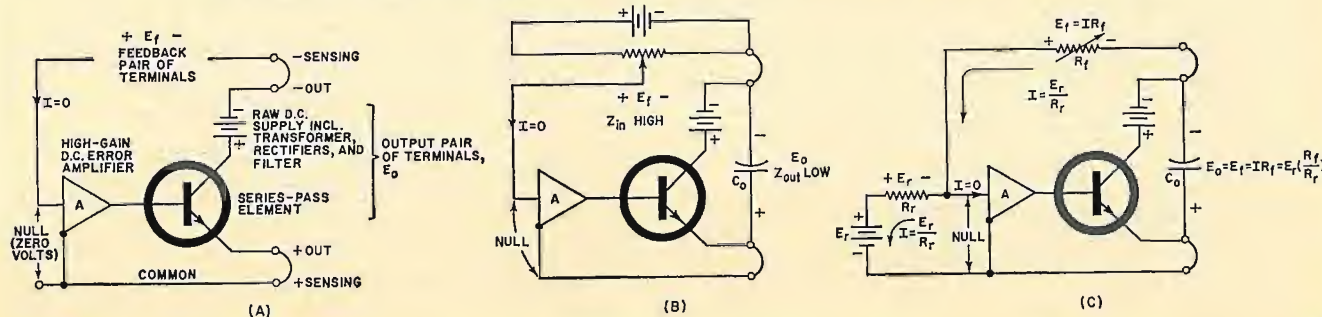 + Ef -
FEEDBACK
PAIR
OF TERMINALS
-SENSING
-OUT
I=0
RAW D.C.
SUPPLY INCL.
TRANSFORMER,
RECTIFIERS, AND
FILTER
OUTPUT PAIR
OF TERMINALS,
Eo
HIGH-GAIN
D.C. ERROR
AMPLIFIER
A
SERIES-PASS
ELEMENT
NULL
(ZERO
VOLTS)
+OUT
COMMON
+SENSING
(A)
+ -
I=0
+ Ef -
Zin HIGH
-
+
A
-
Eo
Co Zout LOW
+
NULL
(B)
Ef=IRf
+ -
Rf
I=Er/Rr
-
+
-
Co
Eo=Ef=IRf=Er(Rf/Rr)
+
+ Er -
Rr
I=0
A
Er
+
-
I=Er/Rr
NULL
(C)